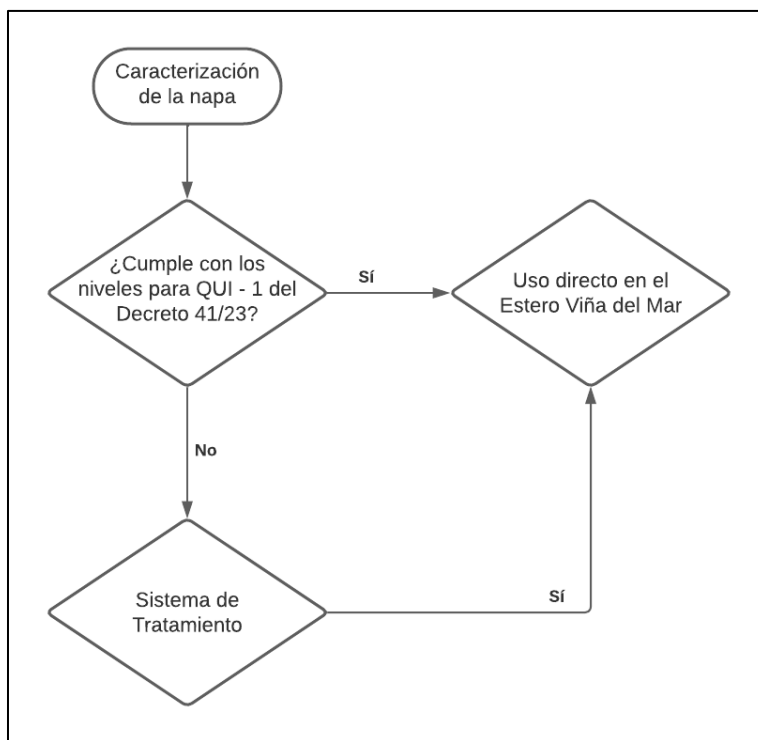 Caracterización
de la napa
¿Cumple con los
niveles para QUI - 1 del
Decreto 41/23?
Sí
Uso directo en el
Estero Viña del Mar
No
Sistema de
Tratamiento
Sí